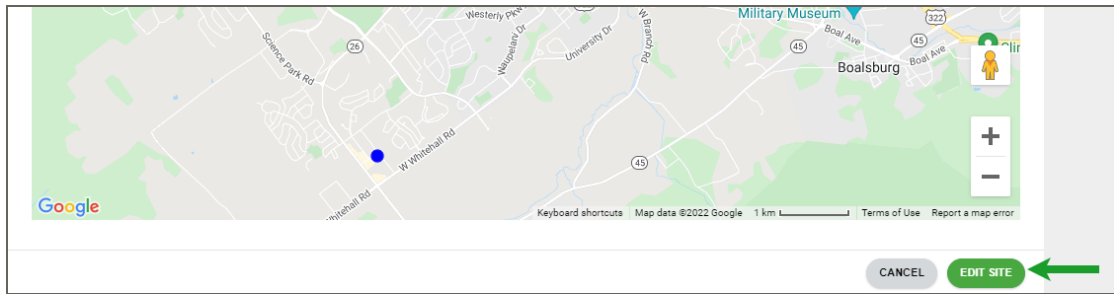 Westerly Pkwy
Military Museum
322
W Branch Rd
Boal Ave
26
Waupelani Dr
University Dr
45
45
Clin
Science Park Rd
Boalsburg
Boal Ave
W Whitehall Rd
45
Whitehall Rd
Google
Keyboard shortcuts Map data ©2022 Google 1 km Terms of Use Report a map error
CANCEL EDIT SITE